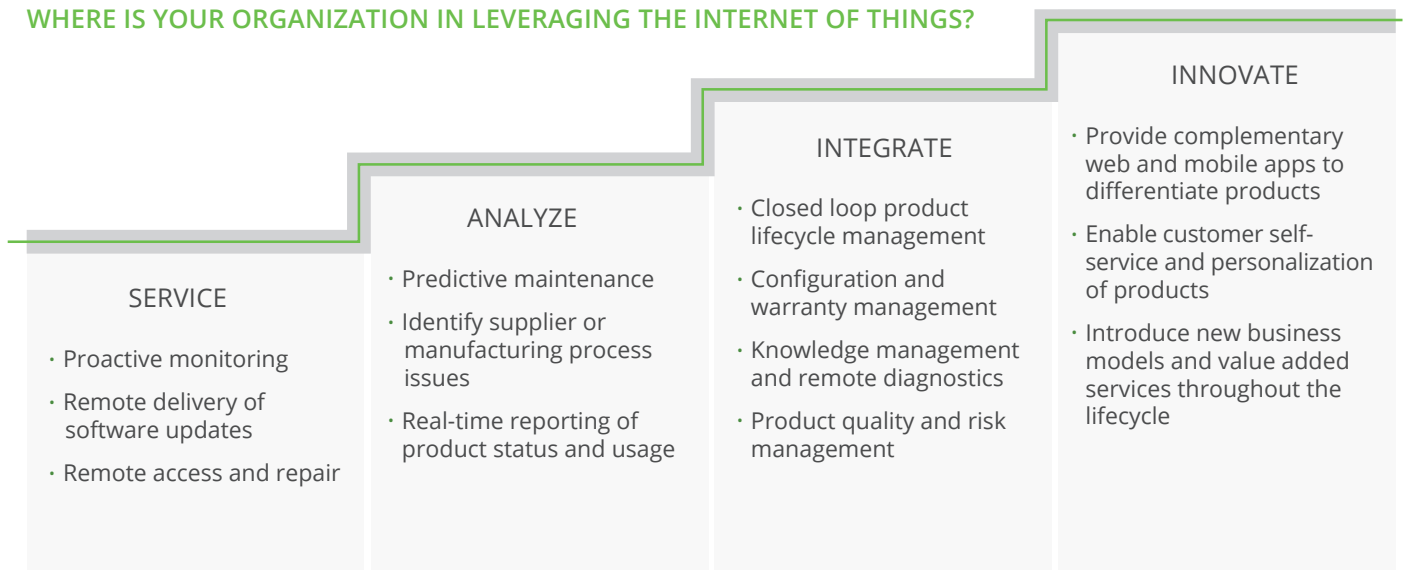 WHERE IS YOUR ORGANIZATION IN LEVERAGING THE INTERNET OF THINGS?
SERVICE
· Proactive monitoring
· Remote delivery of
software updates
· Remote access and repair
ANALYZE
· Predictive maintenance
· Identify supplier or
manufacturing process
issues
· Real-time reporting of
product status and usage
INTEGRATE
· Closed loop product
lifecycle management
· Configuration and
warranty management
· Knowledge management
and remote diagnostics
· Product quality and risk
management
INNOVATE
· Provide complementary
web and mobile apps to
differentiate products
· Enable customer self-
service and personalization
of products
· Introduce new business
models and value added
services throughout the
lifecycle